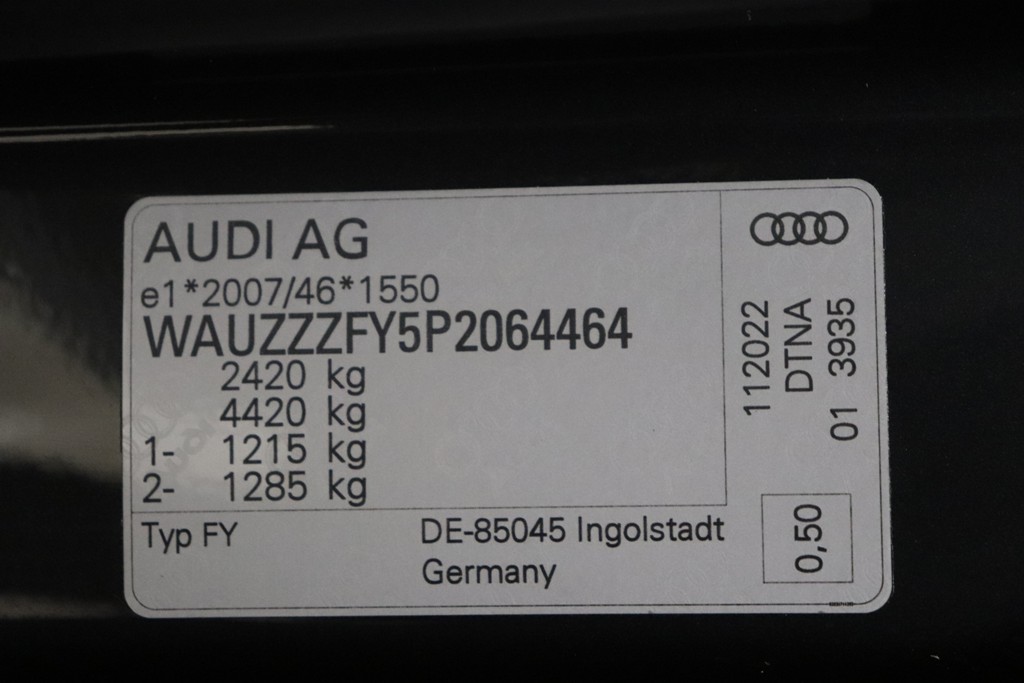 AUDI AG
e1*2007/46*1550
WAUZZZFY5P2064464
2420 kg
4420 kg
1- 1215 kg
2- 1285 kg
Typ FY
DE-85045 Ingolstadt
Germany
112022
DTNA
01 3935
0,50